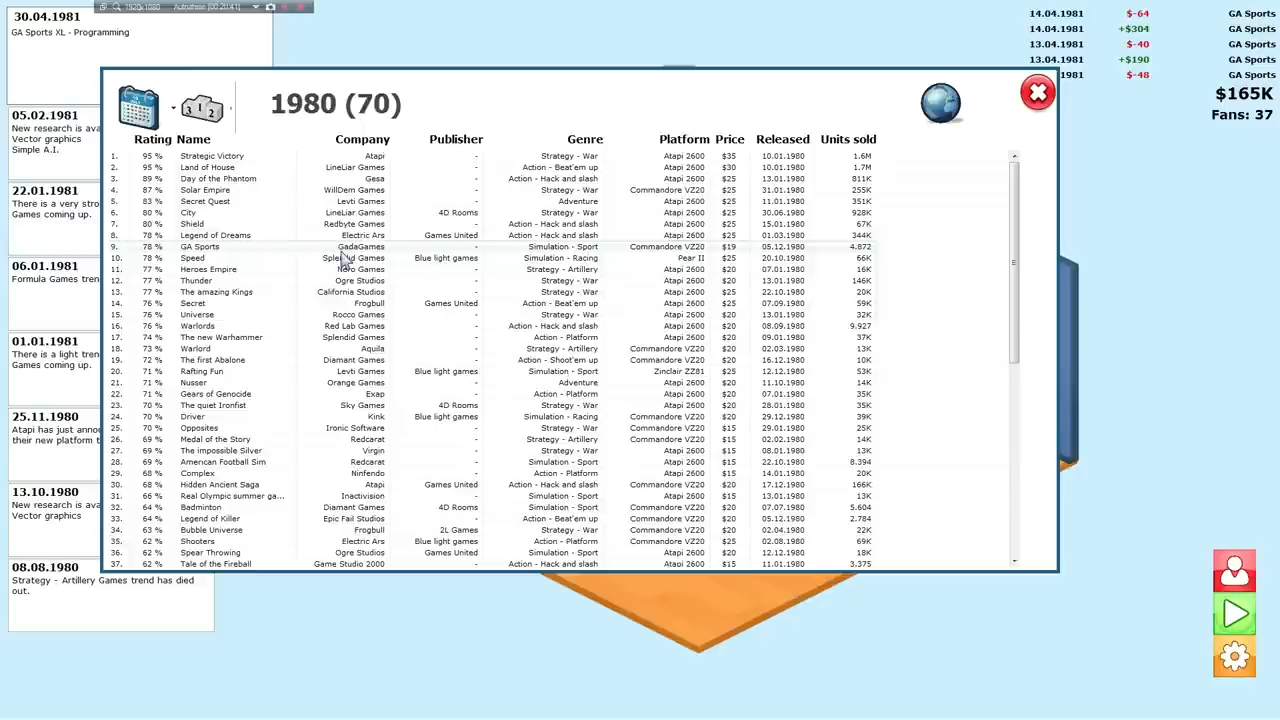 1920x1080 Aufnahme [00:20:41]
30.04.1981
GA Sports XL - Programming
05.02.1981
New research is ava
Vector graphics
Simple A.I.
22.01.1981
There is a very stro
Games coming up.
06.01.1981
Formula Games tren
01.01.1981
There is a light tren
Games coming up.
25.11.1980
Atapi has just anno
their new platform t
13.10.1980
New research is ava
Vector graphics
08.08.1980
Strategy - Artillery Games trend has died
out.
14.04.1981 $-64 GA Sports
14.04.1981 +$304 GA Sports
13.04.1981 $-40 GA Sports
13.04.1981 +$190 GA Sports
1981 $-48 GA Sports
$165K
Fans: 37
1980 (70)
Rating Name Company Publisher Genre Platform Price Released Units sold
1. 95 % Strategic Victory Atapi - Strategy - War Atapi 2600 $35 10.01.1980 1.6M
2. 95 % Land of House LineLiar Games - Action - Beat'em up Atapi 2600 $30 10.01.1980 1.7M
3. 89 % Day of the Phantom Gesa - Action - Hack and slash Atapi 2600 $25 13.01.1980 811K
4. 87 % Solar Empire WillDem Games - Strategy - War Commandore VZ20 $25 31.01.1980 255K
5. 83 % Secret Quest Levti Games - Adventure Atapi 2600 $25 11.01.1980 351K
6. 80 % City LineLiar Games 4D Rooms Strategy - War Atapi 2600 $25 30.06.1980 928K
7. 80 % Shield Redbyte Games - Action - Hack and slash Atapi 2600 $25 13.01.1980 67K
8. 78 % Legend of Dreams Electric Ars Games United Action - Hack and slash Atapi 2600 $25 01.03.1980 344K
9. 78 % GA Sports GadaGames - Simulation - Sport Commandore VZ20 $19 05.12.1980 4.872
10. 78 % Speed Games Blue light games Simulation - Racing Pear II $25 20.10.1980 66K
11. 77 % Heroes Empire Games - Strategy - Artillery Atapi 2600 $20 07.01.1980 16K
12. 77 % Thunder Ogre Studios - Strategy - War Atapi 2600 $20 13.01.1980 146K
13. 77 % The amazing Kings California Studios - Strategy - War Atapi 2600 $25 22.10.1980 20K
14. 76 % Secret Frogbull Games United Action - Beat'em up Atapi 2600 $25 07.09.1980 59K
15. 76 % Universe Rocco Games - Strategy - War Atapi 2600 $20 13.01.1980 32K
16. 76 % Warlords Red Lab Games - Action - Hack and slash Atapi 2600 $20 08.09.1980 9.927
17. 74 % The new Warhammer Splendid Games - Action - Platform Atapi 2600 $20 09.01.1980 37K
18. 73 % Warlord Aquila - Strategy - Artillery Commandore VZ20 $20 02.03.1980 13K
19. 72 % The first Abalone Diamant Games - Action - Shoot'em up Commandore VZ20 $20 16.12.1980 10K
20. 71 % Rafting Fun Levti Games Blue light games Simulation - Sport Zinclair ZZ81 $25 12.12.1980 53K
21. 71 % Nusser Orange Games - Adventure Atapi 2600 $20 11.10.1980 14K
22. 71 % Gears of Genocide Exap - Action - Platform Atapi 2600 $20 07.01.1980 35K
23. 70 % The quiet Ironfist Sky Games 4D Rooms Strategy - War Atapi 2600 $20 28.01.1980 35K
24. 70 % Driver Kink Blue light games Simulation - Racing Commandore VZ20 $20 29.12.1980 39K
25. 70 % Opposites Ironic Software - Strategy - War Commandore VZ20 $15 29.01.1980 25K
26. 69 % Medal of the Story Redcarat - Strategy - Artillery Commandore VZ20 $15 02.02.1980 14K
27. 69 % The impossible Silver Virgin - Strategy - War Atapi 2600 $15 08.01.1980 13K
28. 69 % American Football Sim Redcarat - Simulation - Sport Atapi 2600 $15 22.10.1980 8.394
29. 68 % Complex Ninfendo - Action - Platform Atapi 2600 $15 14.01.1980 20K
30. 68 % Hidden Ancient Saga Atapi Games United Action - Hack and slash Atapi 2600 $20 17.12.1980 166K
31. 66 % Real Olympic summer ga... Inactivision - Simulation - Sport Atapi 2600 $15 13.01.1980 13K
32. 64 % Badminton Diamant Games 4D Rooms Simulation - Sport Commandore VZ20 $15 07.07.1980 5.604
33. 64 % Legend of Killer Epic Fail Studios - Action - Beat'em up Commandore VZ20 $20 05.12.1980 2.784
34. 63 % Bubble Universe Frogbull 2L Games Strategy - War Commandore VZ20 $20 02.04.1980 22K
35. 62 % Shooters Electric Ars Blue light games Action - Platform Commandore VZ20 $25 02.08.1980 69K
36. 62 % Spear Throwing Ogre Studios Games United Simulation - Sport Atapi 2600 $20 12.12.1980 18K
37. 62 % Tale of the Fireball Game Studio 2000 - Action - Hack and slash Atapi 2600 $15 11.01.1980 3.375